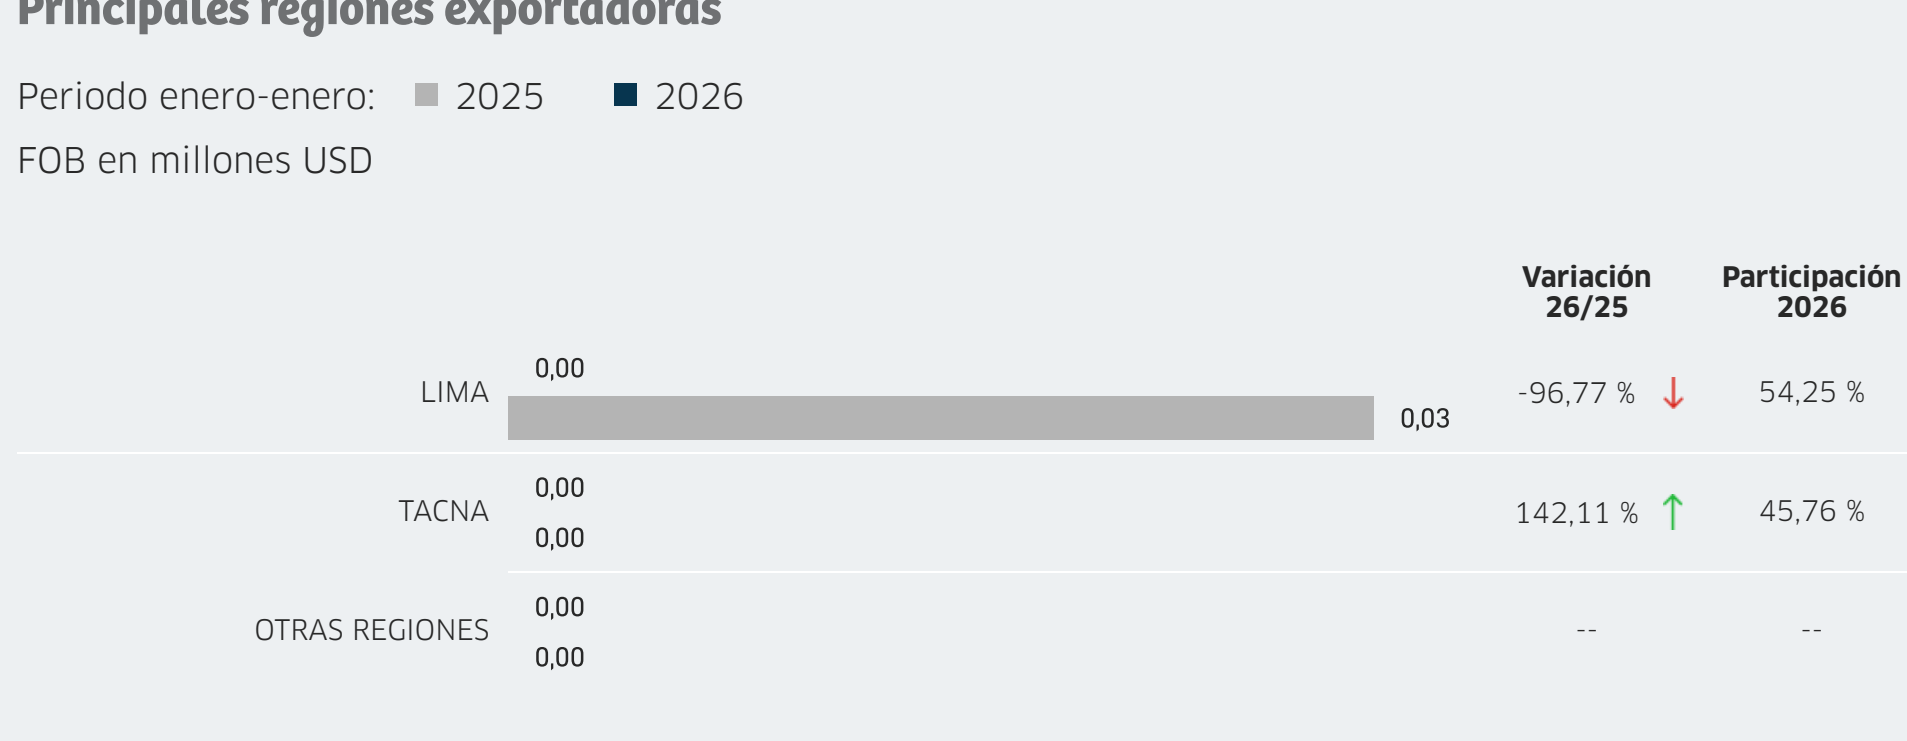 Principales regiones exportadoras
Periodo enero-enero: 2025 2026
FOB en millones USD
Variación 26/25
Participación 2026
LIMA 0,00 0,03 -96,77 % 54,25 %
TACNA 0,00 0,00 142,11 % 45,76 %
OTRAS REGIONES 0,00 0,00 -- --